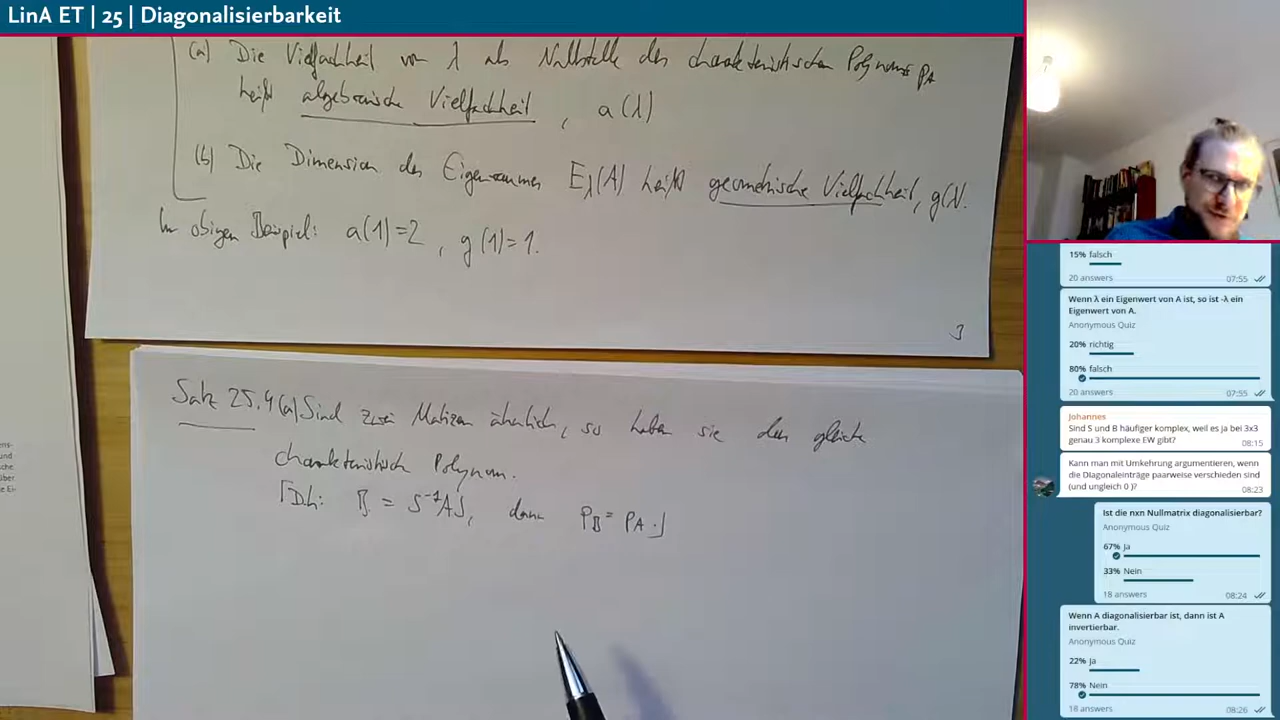 LinA ET | 25 | Diagonalisierbarkeit
(a) Die Vielfachheit von λ als Nullstelle des charakteristischen Polynoms pA
heißt algebraische Vielfachheit, a(λ)
(b) Die Dimension des Eigenraumes Eλ(A) heißt geometrische Vielfachheit, g(λ).
Im obigen Beispiel: a(1)=2, g(1)=1.
3
Satz 25.4 (a) Sind zwei Matrizen ähnlich, so haben sie das gleiche
charakteristische Polynom.
⌈D.h: B = S⁻¹AS, dann PB = PA.⌋
15% falsch
20 answers 07:55
Wenn λ ein Eigenwert von A ist, so ist -λ ein
Eigenwert von A.
Anonymous Quiz
20% richtig
80% falsch
20 answers 07:55
Johannes
Sind S und B häufiger komplex, weil es ja bei 3x3
genau 3 komplexe EW gibt?
08:15
Kann man mit Umkehrung argumentieren, wenn
die Diagonaleinträge paarweise verschieden sind
(und ungleich 0 )?
08:23
Ist die nxn Nullmatrix diagonalisierbar?
Anonymous Quiz
67% Ja
33% Nein
18 answers 08:24
Wenn A diagonalisierbar ist, dann ist A
invertierbar.
Anonymous Quiz
22% Ja
78% Nein
18 answers 08:26